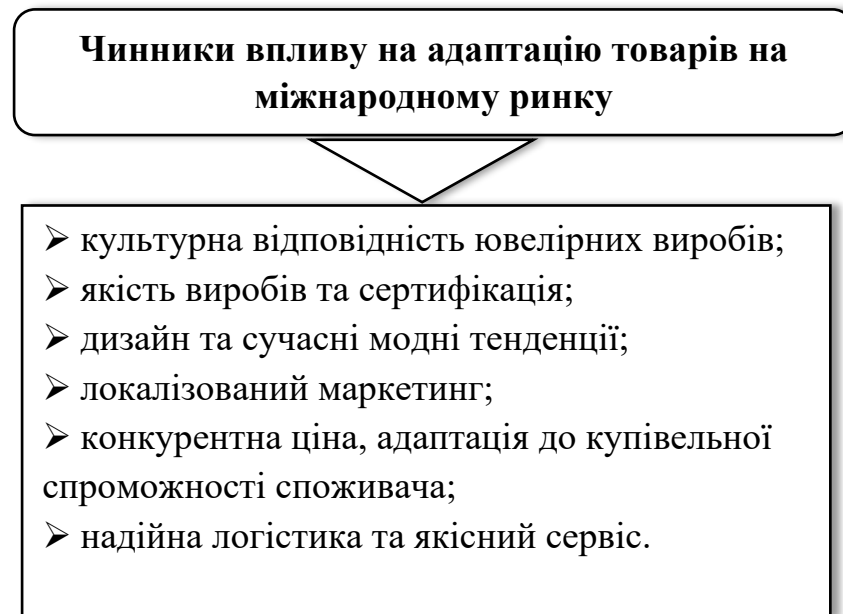 Чинники впливу на адаптацію товарів на
міжнародному ринку
➢ культурна відповідність ювелірних виробів;
➢ якість виробів та сертифікація;
➢ дизайн та сучасні модні тенденції;
➢ локалізований маркетинг;
➢ конкурентна ціна, адаптація до купівельної
спроможності споживача;
➢ надійна логістика та якісний сервіс.